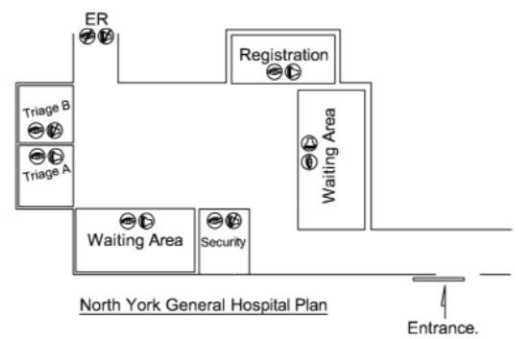 ER
Registration
Triage B
Triage A
Waiting Area
Waiting Area
Security
North York General Hospital Plan
Entrance.